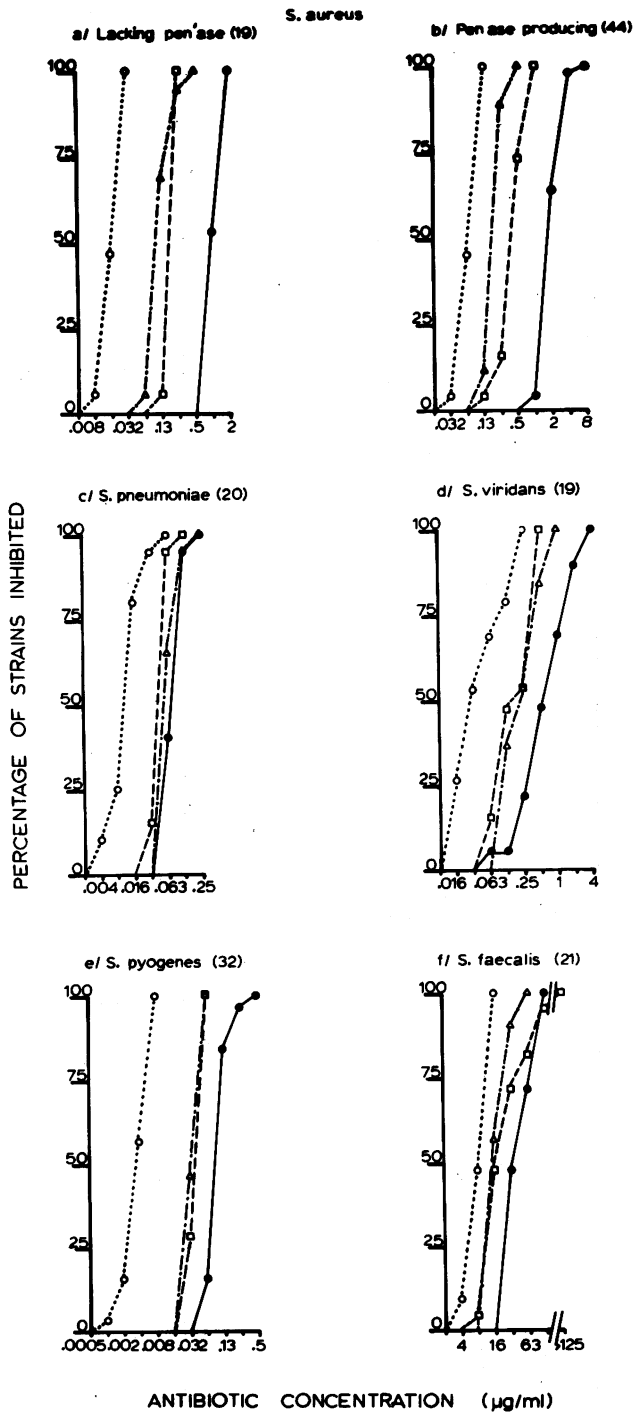 S. aureus
a/ Lacking pen'ase (19)
100
75
50
25
0
.008 .032 .13 .5 2
b/ Penase producing (44)
100
75
50
25
0
.032 .13 .5 2 8
c/ S. pneumoniae (20)
100
75
50
25
0
.004 .016 .063 .25
d/ S. viridans (19)
100
75
50
25
0
.016 .063 .25 1 4
e/ S. pyogenes (32)
100
75
50
25
0
.0005 .002 .008 .032 .13 .5
f/ S. faecalis (21)
100
75
50
25
0
4 16 63 125
PERCENTAGE OF STRAINS INHIBITED
ANTIBIOTIC CONCENTRATION (µg/ml)